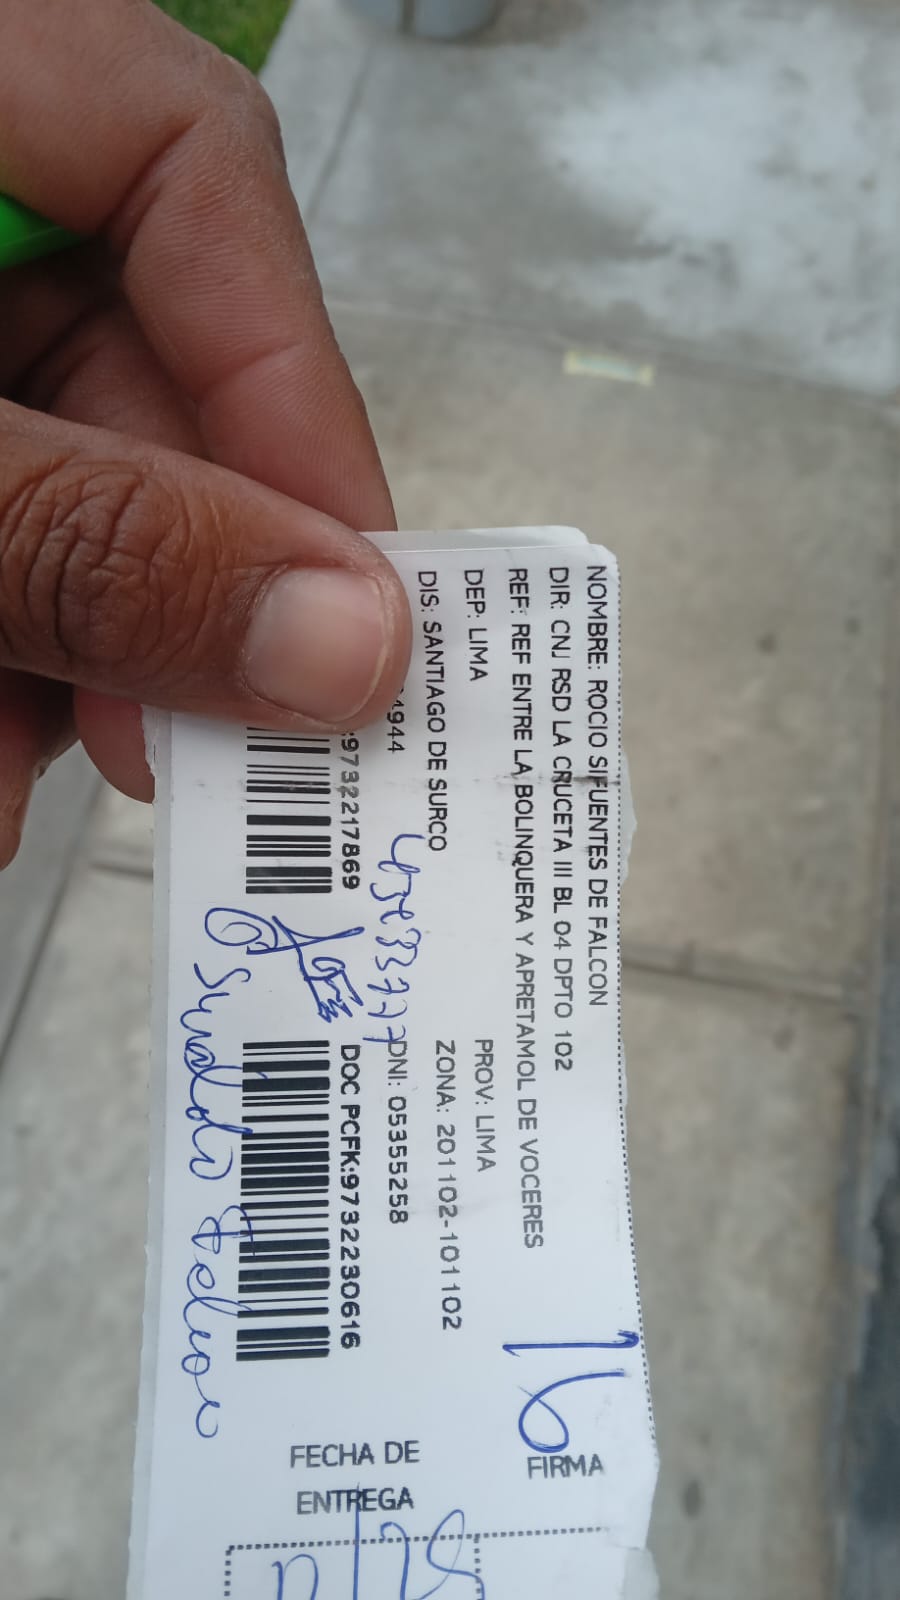 NOMBRE: ROCIO SIFUENTES DE FALCON
DIR: CNJ RSD LA CRUCETA III BL 04 DPTO 102
REF: REF ENTRE LA BOLINQUERA Y APRETAMOL DE VOCERES
DEP: LIMA PROV: LIMA
DIS: SANTIAGO DE SURCO ZONA: 201102-101102
4944 DNI: 05355258
:9732217869 DOC PCFK:9732230616
16
FIRMA
FECHA DE
ENTREGA